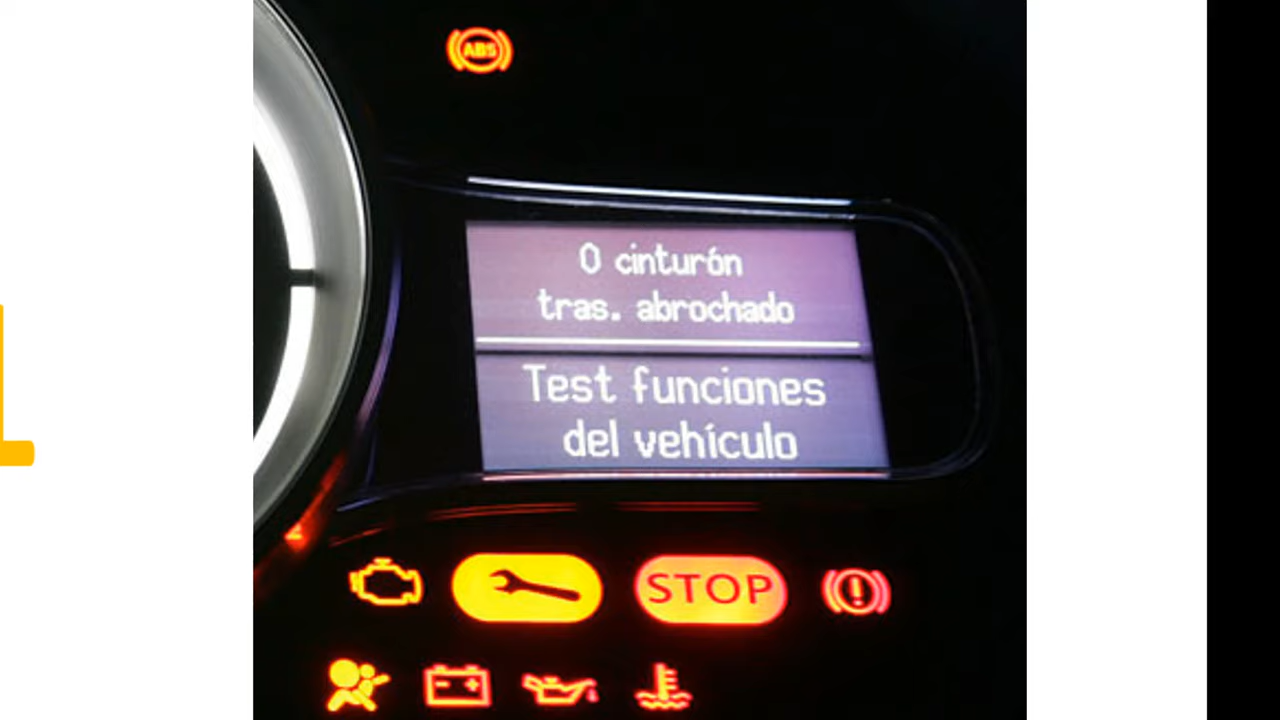 ABS
0 cinturón
tras. abrochado
Test funciones
del vehículo
STOP